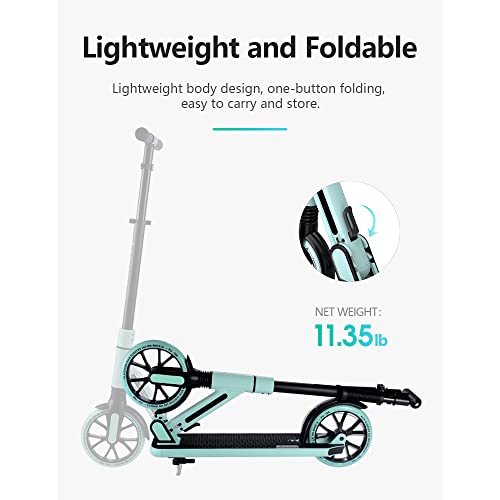 Lightweight and Foldable
Lightweight body design, one-button folding,
easy to carry and store.
NET WEIGHT:
11.35lb